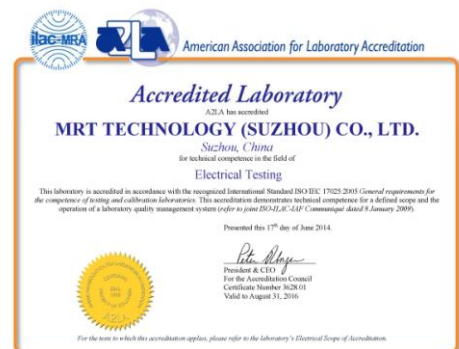 ilac-MRA
A2LA
American Association for Laboratory Accreditation
Accredited Laboratory
A2LA has accredited
MRT TECHNOLOGY (SUZHOU) CO., LTD.
Suzhou, China
for technical competence in the field of
Electrical Testing
This laboratory is accredited in accordance with the recognized International Standard ISO/IEC 17025:2005 General requirements for
the competence of testing and calibration laboratories. This accreditation demonstrates technical competence for a defined scope and the
operation of a laboratory quality management system (refer to joint ISO-ILAC-IAF Communiqué dated 8 January 2009).
Presented this 17th day of June 2014.
President & CEO
For the Accreditation Council
Certificate Number 3628.01
Valid to August 31, 2016
A2LA
For the tests to which this accreditation applies, please refer to the laboratory's Electrical Scope of Accreditation.